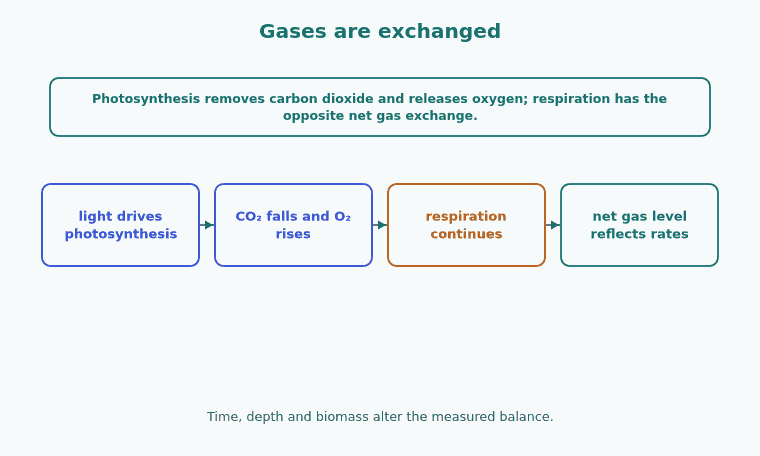 Gases are exchanged
Photosynthesis removes carbon dioxide and releases oxygen; respiration has the
opposite net gas exchange.
light drives
photosynthesis
CO₂ falls and O₂
rises
respiration
continues
net gas level
reflects rates
Time, depth and biomass alter the measured balance.